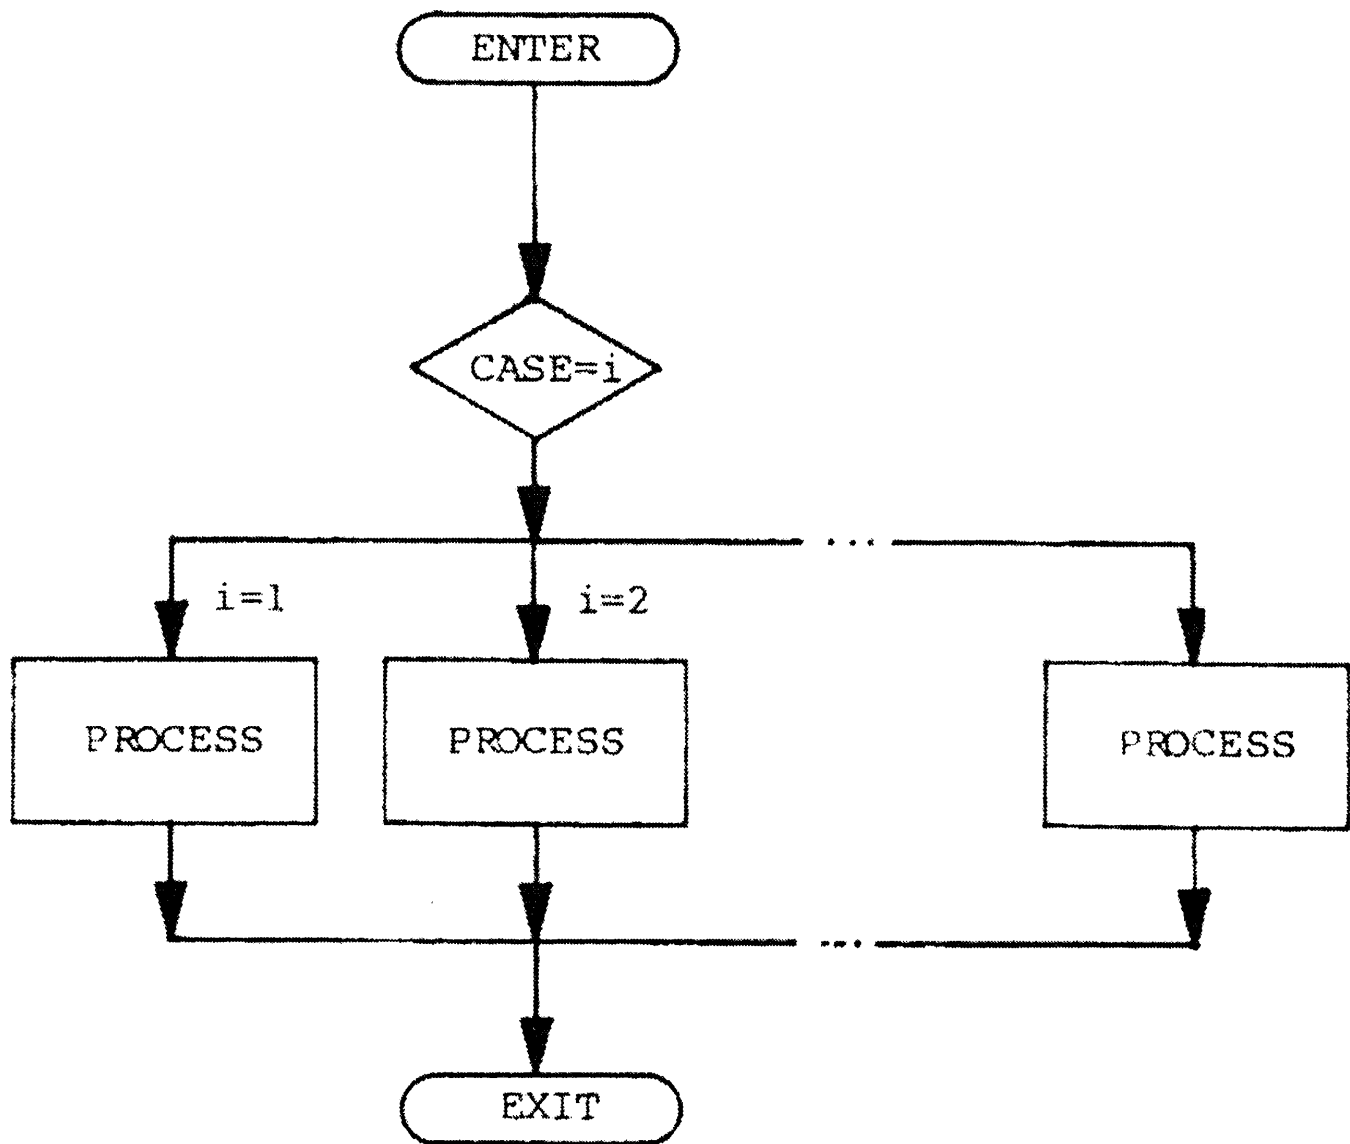 ENTER
CASE=i
...
i=1
i=2
PROCESS
PROCESS
PROCESS
...
EXIT